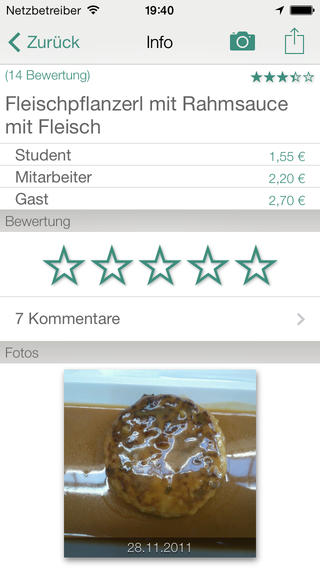 Netzbetreiber 19:40
Zurück Info
(14 Bewertung)
Fleischpflanzerl mit Rahmsauce
mit Fleisch
Student 1,55 €
Mitarbeiter 2,20 €
Gast 2,70 €
Bewertung
7 Kommentare
Fotos
28.11.2011